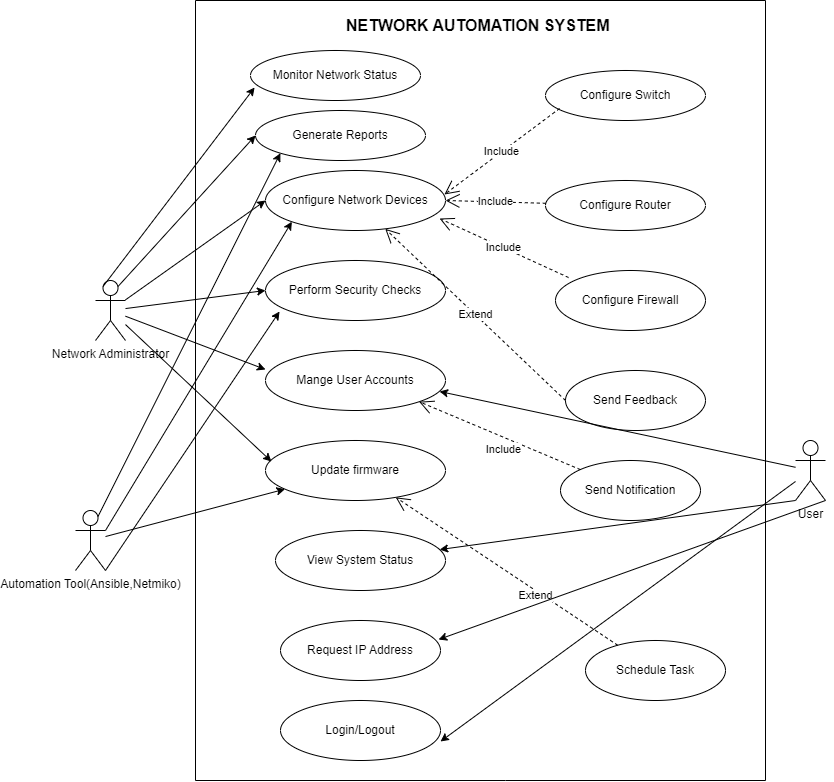 NETWORK AUTOMATION SYSTEM
Monitor Network Status
Configure Switch
Generate Reports
Include
Configure Network Devices
Include
Configure Router
Include
Perform Security Checks
Configure Firewall
Extend
Network Administrator
Mange User Accounts
Send Feedback
Include
Update firmware
Send Notification
User
View System Status
Automation Tool(Ansible,Netmiko)
Extend
Request IP Address
Schedule Task
Login/Logout